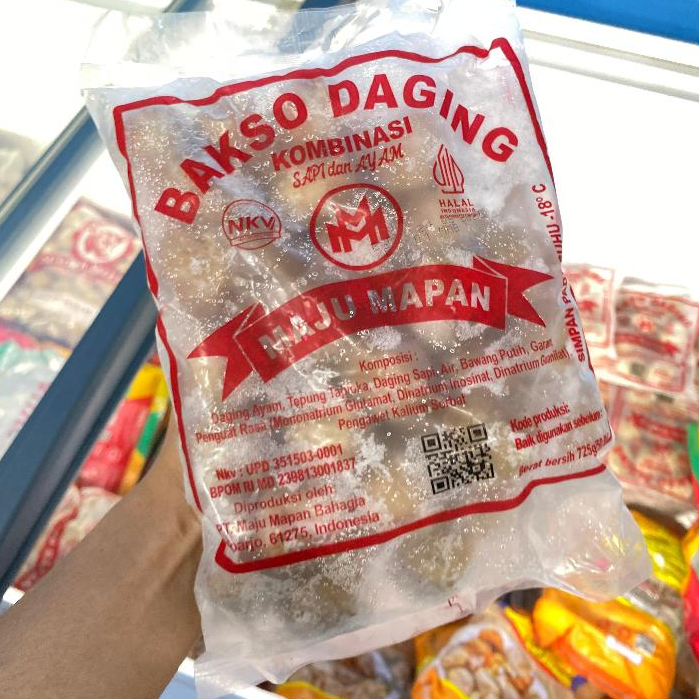 BAKSO DAGING
KOMBINASI
SAPI dan AYAM
NKV
HALAL
INDONESIA
M
MAJU MAPAN
SIMPAN PADA SUHU -18°C
Komposisi :
Daging Ayam, Tepung Tapioka, Daging Sapi, Air, Bawang Putih, Garam,
Penguat Rasa (Mononatrium Glutamat, Dinatrium Inosinat, Dinatrium Guanilat),
Pengawet Kalium Sorbat
Nkv : UPD 351503-0001
BPOM RI MD 239813001837
Diproduksi oleh:
PT. Maju Mapan Bahagia
oarjo, 61275, Indonesia
Kode produksi:
Baik digunakan sebelum :
Berat bersih 725g